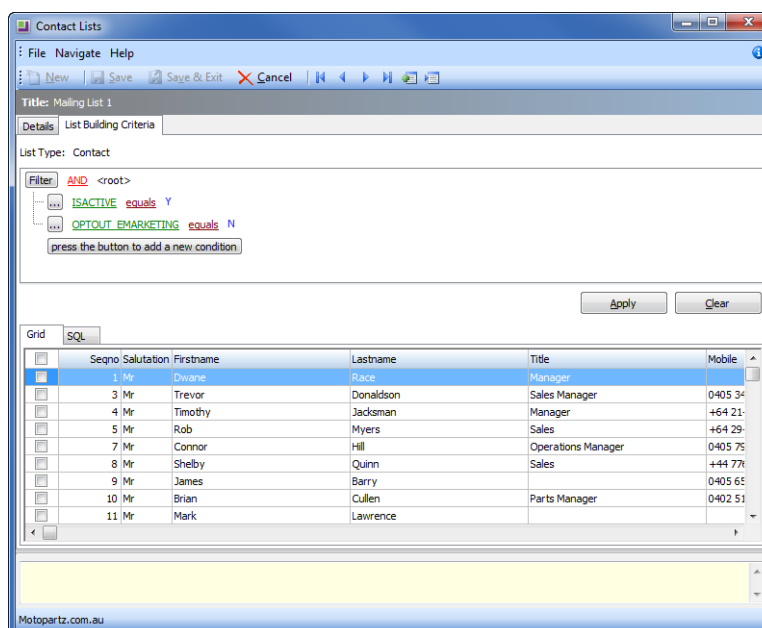 Contact Lists
File Navigate Help
New Save Save & Exit Cancel
Title: Mailing List 1
Details List Building Criteria
List Type: Contact
Filter AND <root>
... ISACTIVE equals Y
... OPTOUT_EMARKETING equals N
press the button to add a new condition
Apply Clear
Grid SQL
Seqno Salutation Firstname Lastname Title Mobile
1 Mr Dwane Race Manager
3 Mr Trevor Donaldson Sales Manager 0405 34
4 Mr Timothy Jacksman Manager +64 21-
5 Mr Rob Myers Sales +64 29-
7 Mr Connor Hill Operations Manager 0405 79
8 Mr Shelby Quinn Sales +44 776
9 Mr James Barry 0405 65
10 Mr Brian Cullen Parts Manager 0402 51
11 Mr Mark Lawrence
Motopartz.com.au